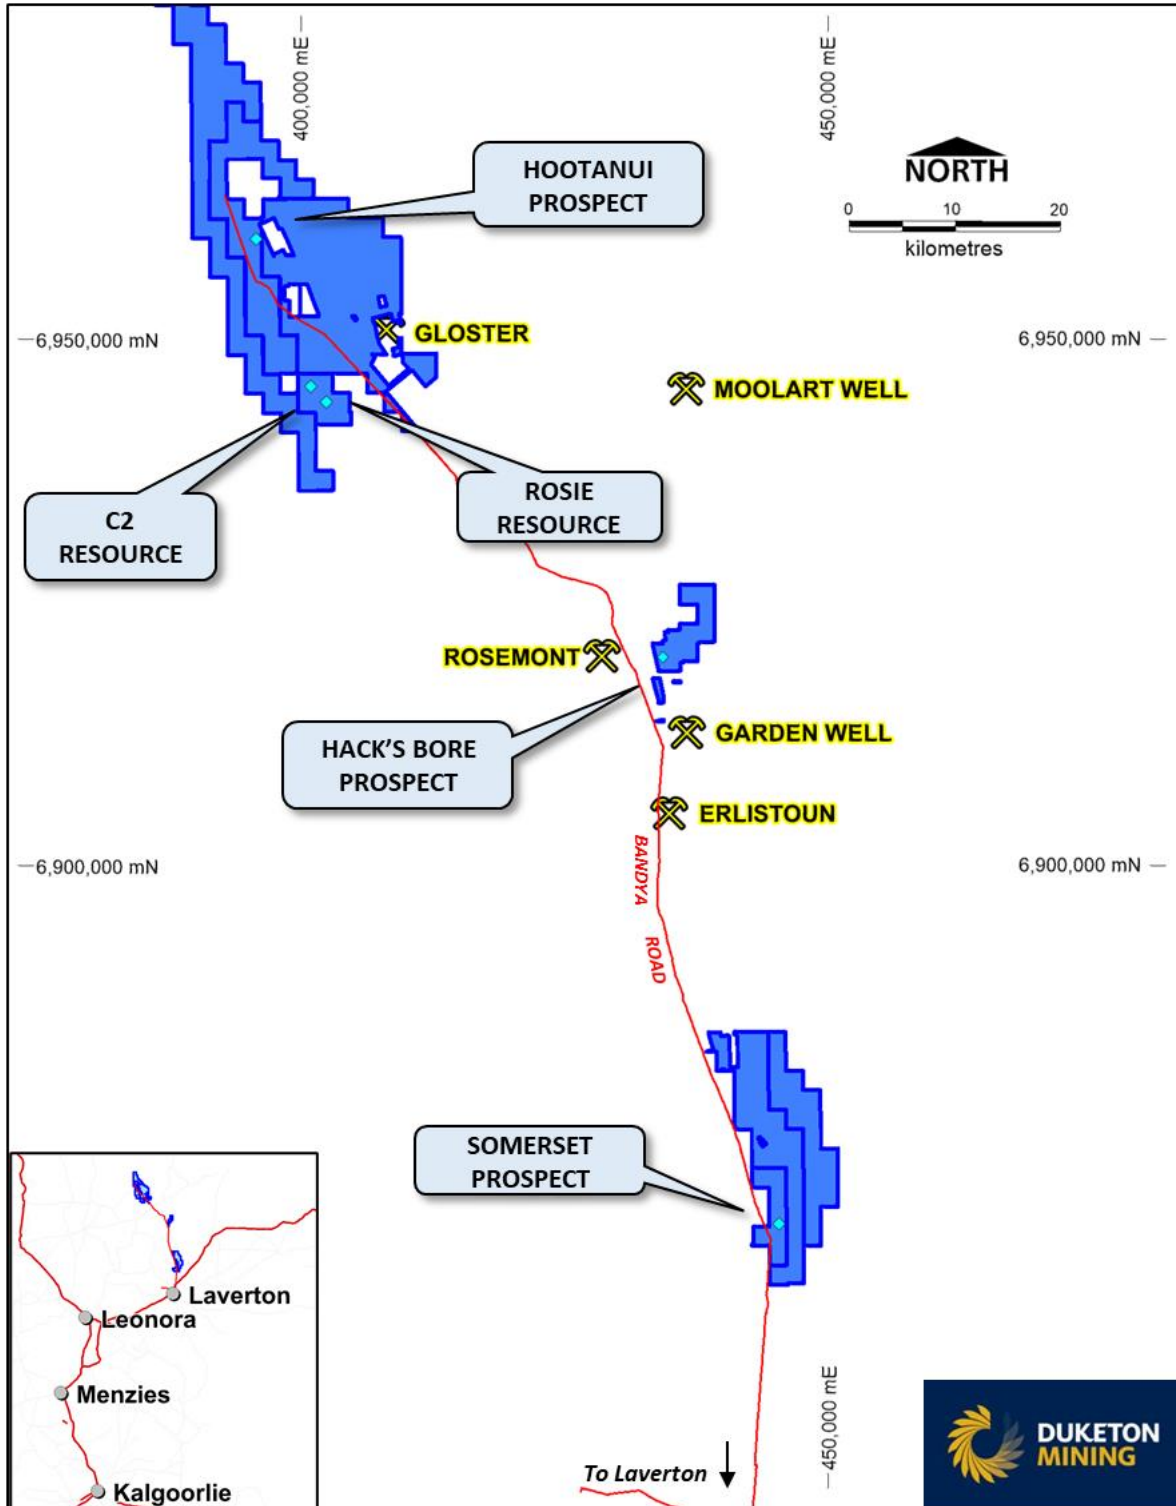 400,000 mE
450,000 mE
HOOTANUI
PROSPECT
NORTH
0 10 20
kilometres
6,950,000 mN
GLOSTER
6,950,000 mN
MOOLART WELL
C2
RESOURCE
ROSIE
RESOURCE
ROSEMONT
HACK'S BORE
PROSPECT
GARDEN WELL
ERLISTOUN
6,900,000 mN
BANDYA
6,900,000 mN
ROAD
SOMERSET
PROSPECT
Laverton
Leonora
Menzies
Kalgoorlie
450,000 mE
To Laverton
DUKETON
MINING